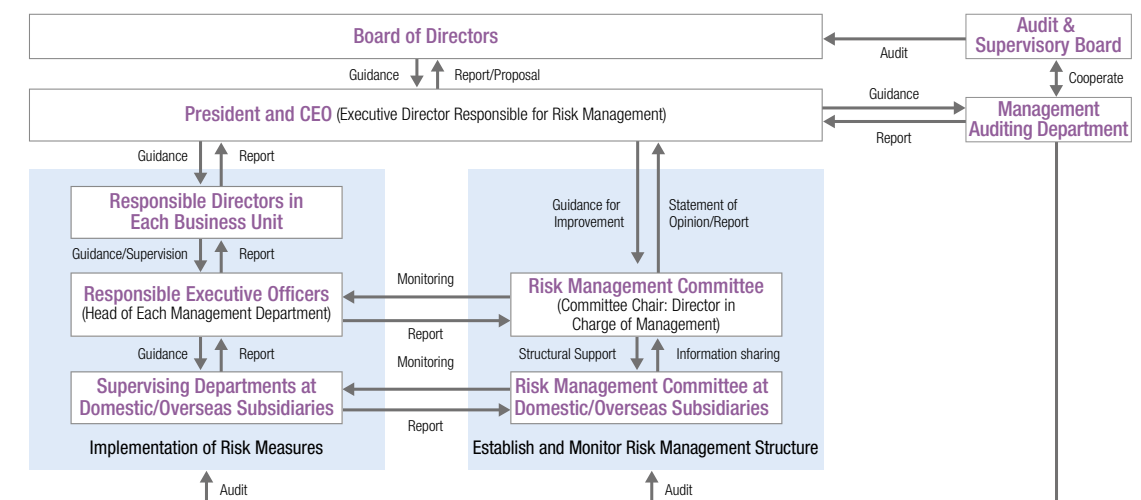 Board of Directors
Audit &
Supervisory Board
Audit
Guidance
Report/Proposal
Cooperate
President and CEO (Executive Director Responsible for Risk Management)
Guidance
Report
Management
Auditing Department
Guidance
Report
Responsible Directors in
Each Business Unit
Guidance for
Improvement
Statement of
Opinion/Report
Guidance/Supervision
Report
Responsible Executive Officers
(Head of Each Management Department)
Monitoring
Report
Risk Management Committee
(Committee Chair: Director in
Charge of Management)
Guidance
Report
Monitoring
Structural Support
Information sharing
Supervising Departments at
Domestic/Overseas Subsidiaries
Report
Risk Management Committee at
Domestic/Overseas Subsidiaries
Implementation of Risk Measures
Establish and Monitor Risk Management Structure
Audit
Audit